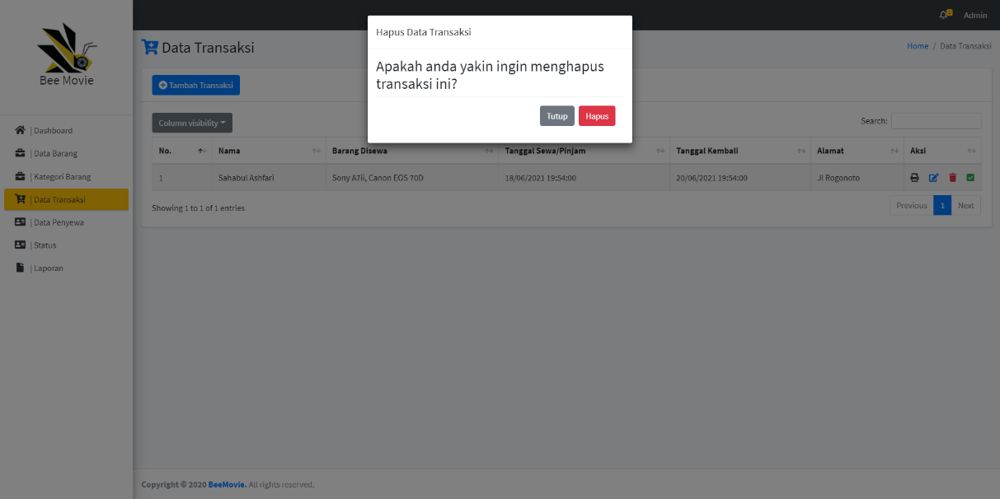 Admin
Bee Movie
| Dashboard
| Data Barang
| Kategori Barang
| Data Transaksi
| Data Penyewa
| Status
| Laporan
Data Transaksi
Home / Data Transaksi
Tambah Transaksi
Hapus Data Transaksi
Apakah anda yakin ingin menghapus
transaksi ini?
Tutup Hapus
Column visibility
Search:
No. Nama Barang Disewa Tanggal Sewa/Pinjam Tanggal Kembali Alamat Aksi
1 Sahabul Ashfari Sony A7ii, Canon EOS 70D 18/06/2021 19:54:00 20/06/2021 19:54:00 Jl Rogonoto
Showing 1 to 1 of 1 entries
Previous 1 Next
Copyright © 2020 BeeMovie. All rights reserved.